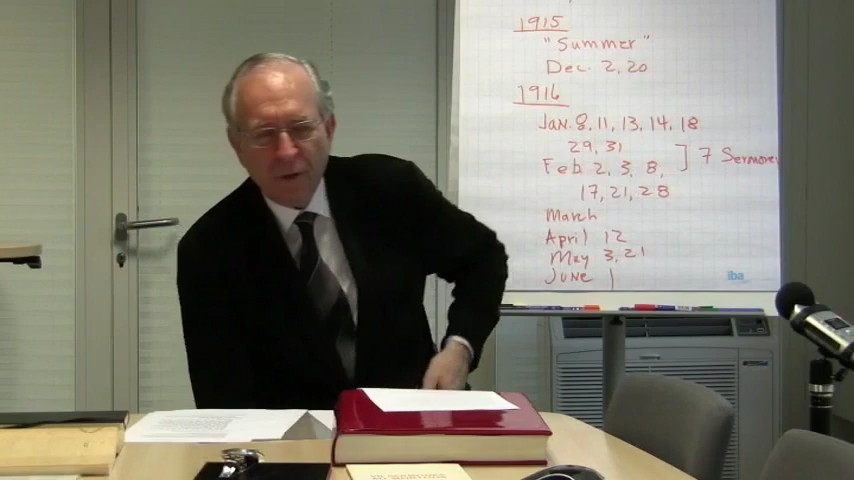 1915
"Summer"
Dec. 2, 20
1916
Jan. 8, 11, 13, 14, 18
29, 31
Feb 2, 3, 8,
] 7 Sermones
17, 21, 28
March
April 12
May 3, 21
June 1
iba